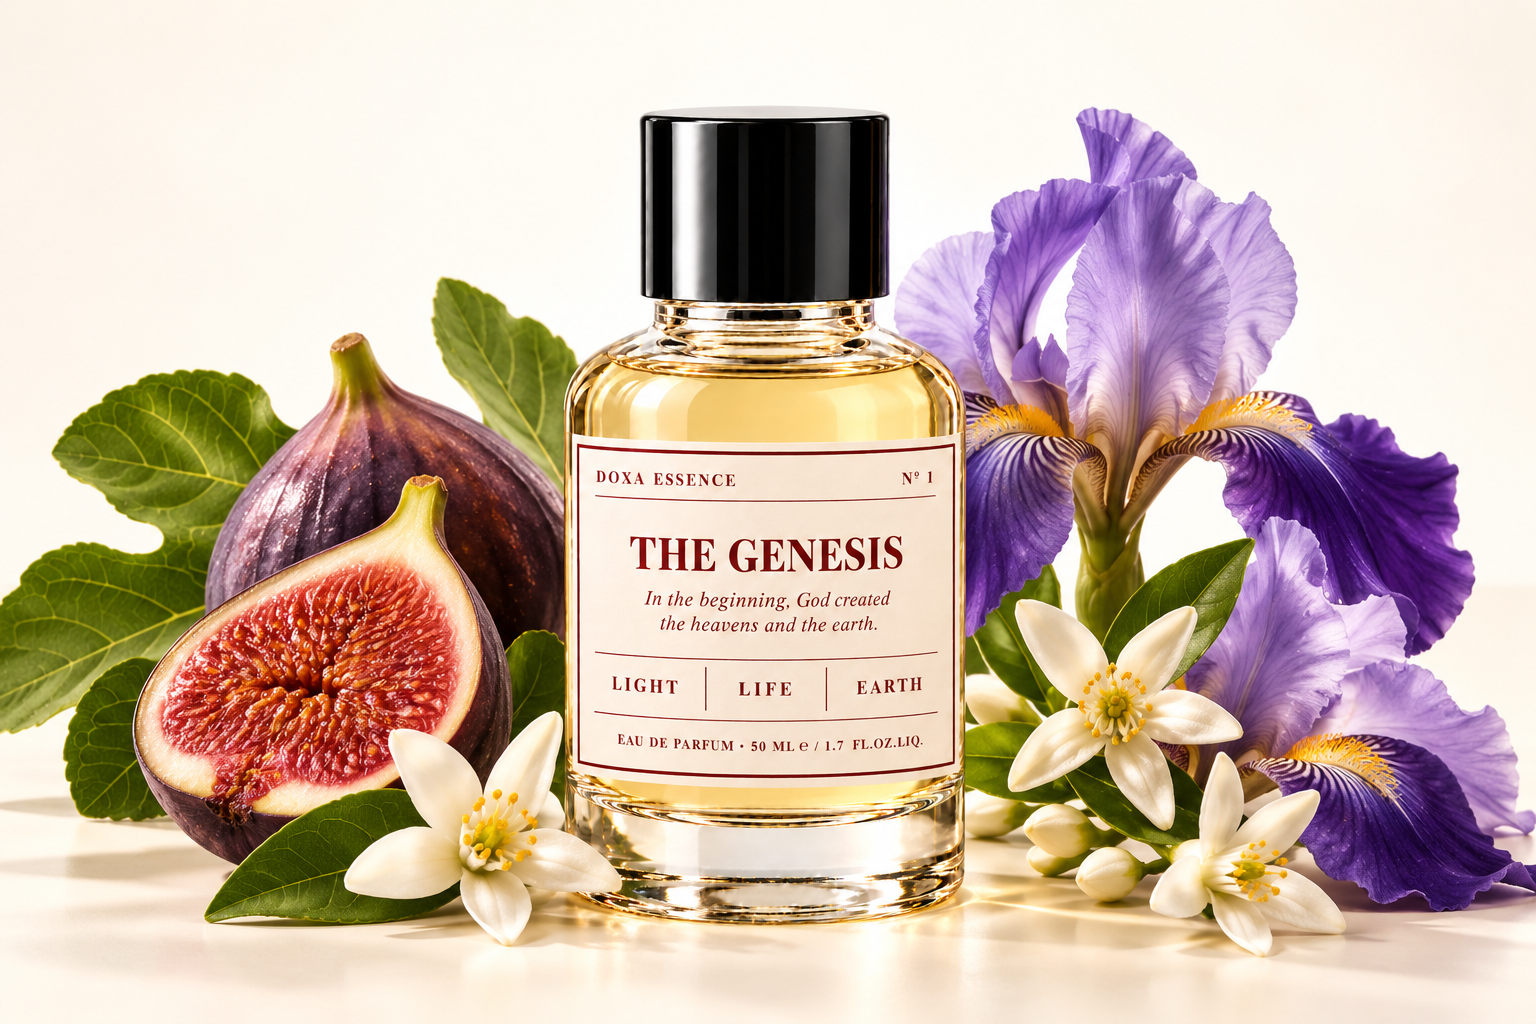 DOXA ESSENCE Nº 1
THE GENESIS
In the beginning, God created
the heavens and the earth.
LIGHT LIFE EARTH
EAU DE PARFUM • 50 ML ℮ / 1.7 FL.OZ.LIQ.